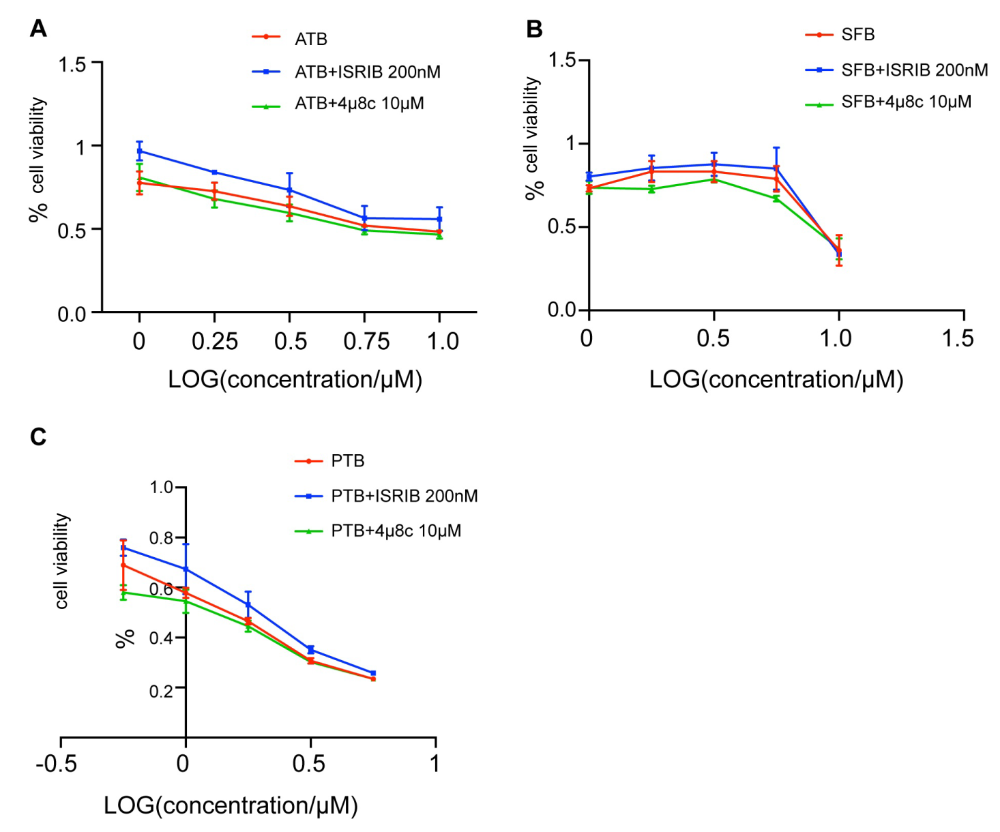 A
ATB
ATB+ISRIB 200nM
ATB+4µ8c 10µM
% cell viability
1.5
1
0.5
0.0
0 0.25 0.5 0.75 1.0
LOG(concentration/µM)
B
SFB
SFB+ISRIB 200nM
SFB+4µ8c 10µM
% cell viability
1.5
1
0.5
0.0
0 0.5 1.0 1.5
LOG(concentration/µM)
C
PTB
PTB+ISRIB 200nM
PTB+4µ8c 10µM
% cell viability
1.0
0.8
0.6
0.4
0.2
-0.5 0 0.5 1
LOG(concentration/µM)